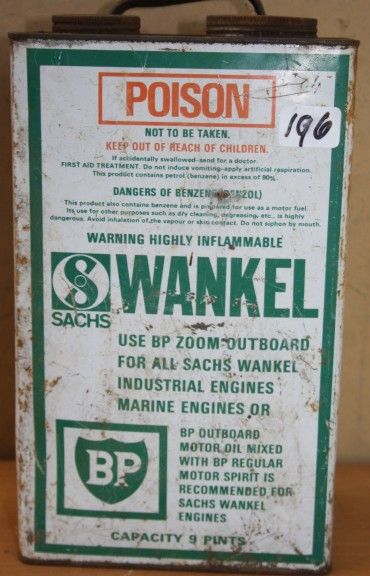 POISON
196
NOT TO BE TAKEN.
KEEP OUT OF REACH OF CHILDREN.
If accidentally swallowed-send for a doctor.
FIRST AID TREATMENT. Do not induce vomiting-apply artificial respiration.
This product contains petrol (benzene) in excess of 90%.
DANGERS OF BENZENE (BENZOL)
This product also contains benzene and is prepared for use as a motor fuel.
Its use for other purposes such as dry cleaning, degreasing, etc., is highly
dangerous. Avoid inhalation of the vapour or skin contact. Do not siphon by mouth.
WARNING HIGHLY INFLAMMABLE
S
SACHS
WANKEL
USE BP ZOOM OUTBOARD
FOR ALL SACHS WANKEL
INDUSTRIAL ENGINES
MARINE ENGINES OR
BP
BP OUTBOARD
MOTOR OIL MIXED
WITH BP REGULAR
MOTOR SPIRIT IS
RECOMMENDED FOR
SACHS WANKEL
ENGINES
CAPACITY 9 PINTS